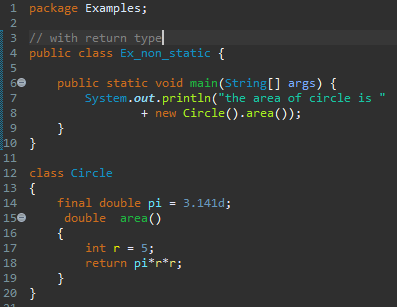 1 package Examples;
2
3 // with return type
4 public class Ex_non_static {
5
6 public static void main(String[] args) {
7 System.out.println("the area of circle is "
8 + new Circle().area());
9 }
10 }
11
12 class Circle
13 {
14 final double pi = 3.141d;
15 double  area()
16 {
17 int r = 5;
18 return pi*r*r;
19 }
20 }